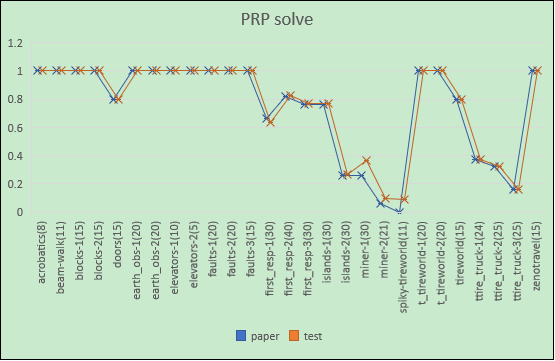 PRP solve
1.2
1
0.8
0.6
0.4
0.2
0
acrobatics(8)
beam-walk(11)
blocks-1(15)
blocks-2(15)
doors(15)
earth_obs-1(20)
earth_obs-2(20)
elevators-1(10)
elevators-2(5)
faults-1(20)
faults-2(20)
faults-3(15)
first_resp-1(30)
first_resp-2(40)
first_resp-3(30)
islands-1(30)
islands-2(30)
miner-1(30)
miner-2(21)
spiky-tireworld(11)
t_tireworld-1(20)
t_tireworld-2(20)
tireworld(15)
ttire_truck-1(24)
ttire_truck-2(25)
ttire_truck-3(25)
zenotravel(15)
paper test